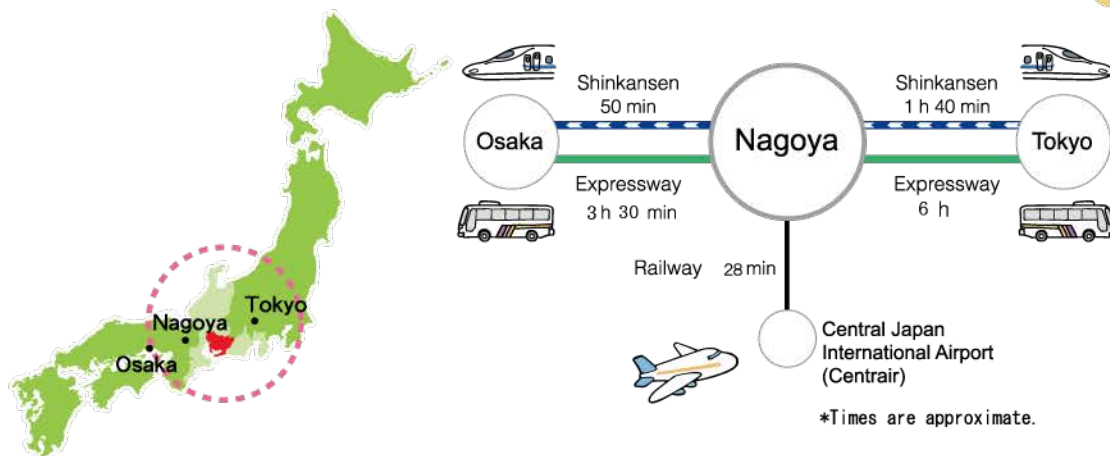 Shinkansen
50 min
Shinkansen
1 h 40 min
Osaka
Nagoya
Tokyo
Expressway
3 h 30 min
Expressway
6 h
Railway 28 min
Tokyo
Nagoya
Osaka
Central Japan
International Airport
(Centrair)
*Times are approximate.